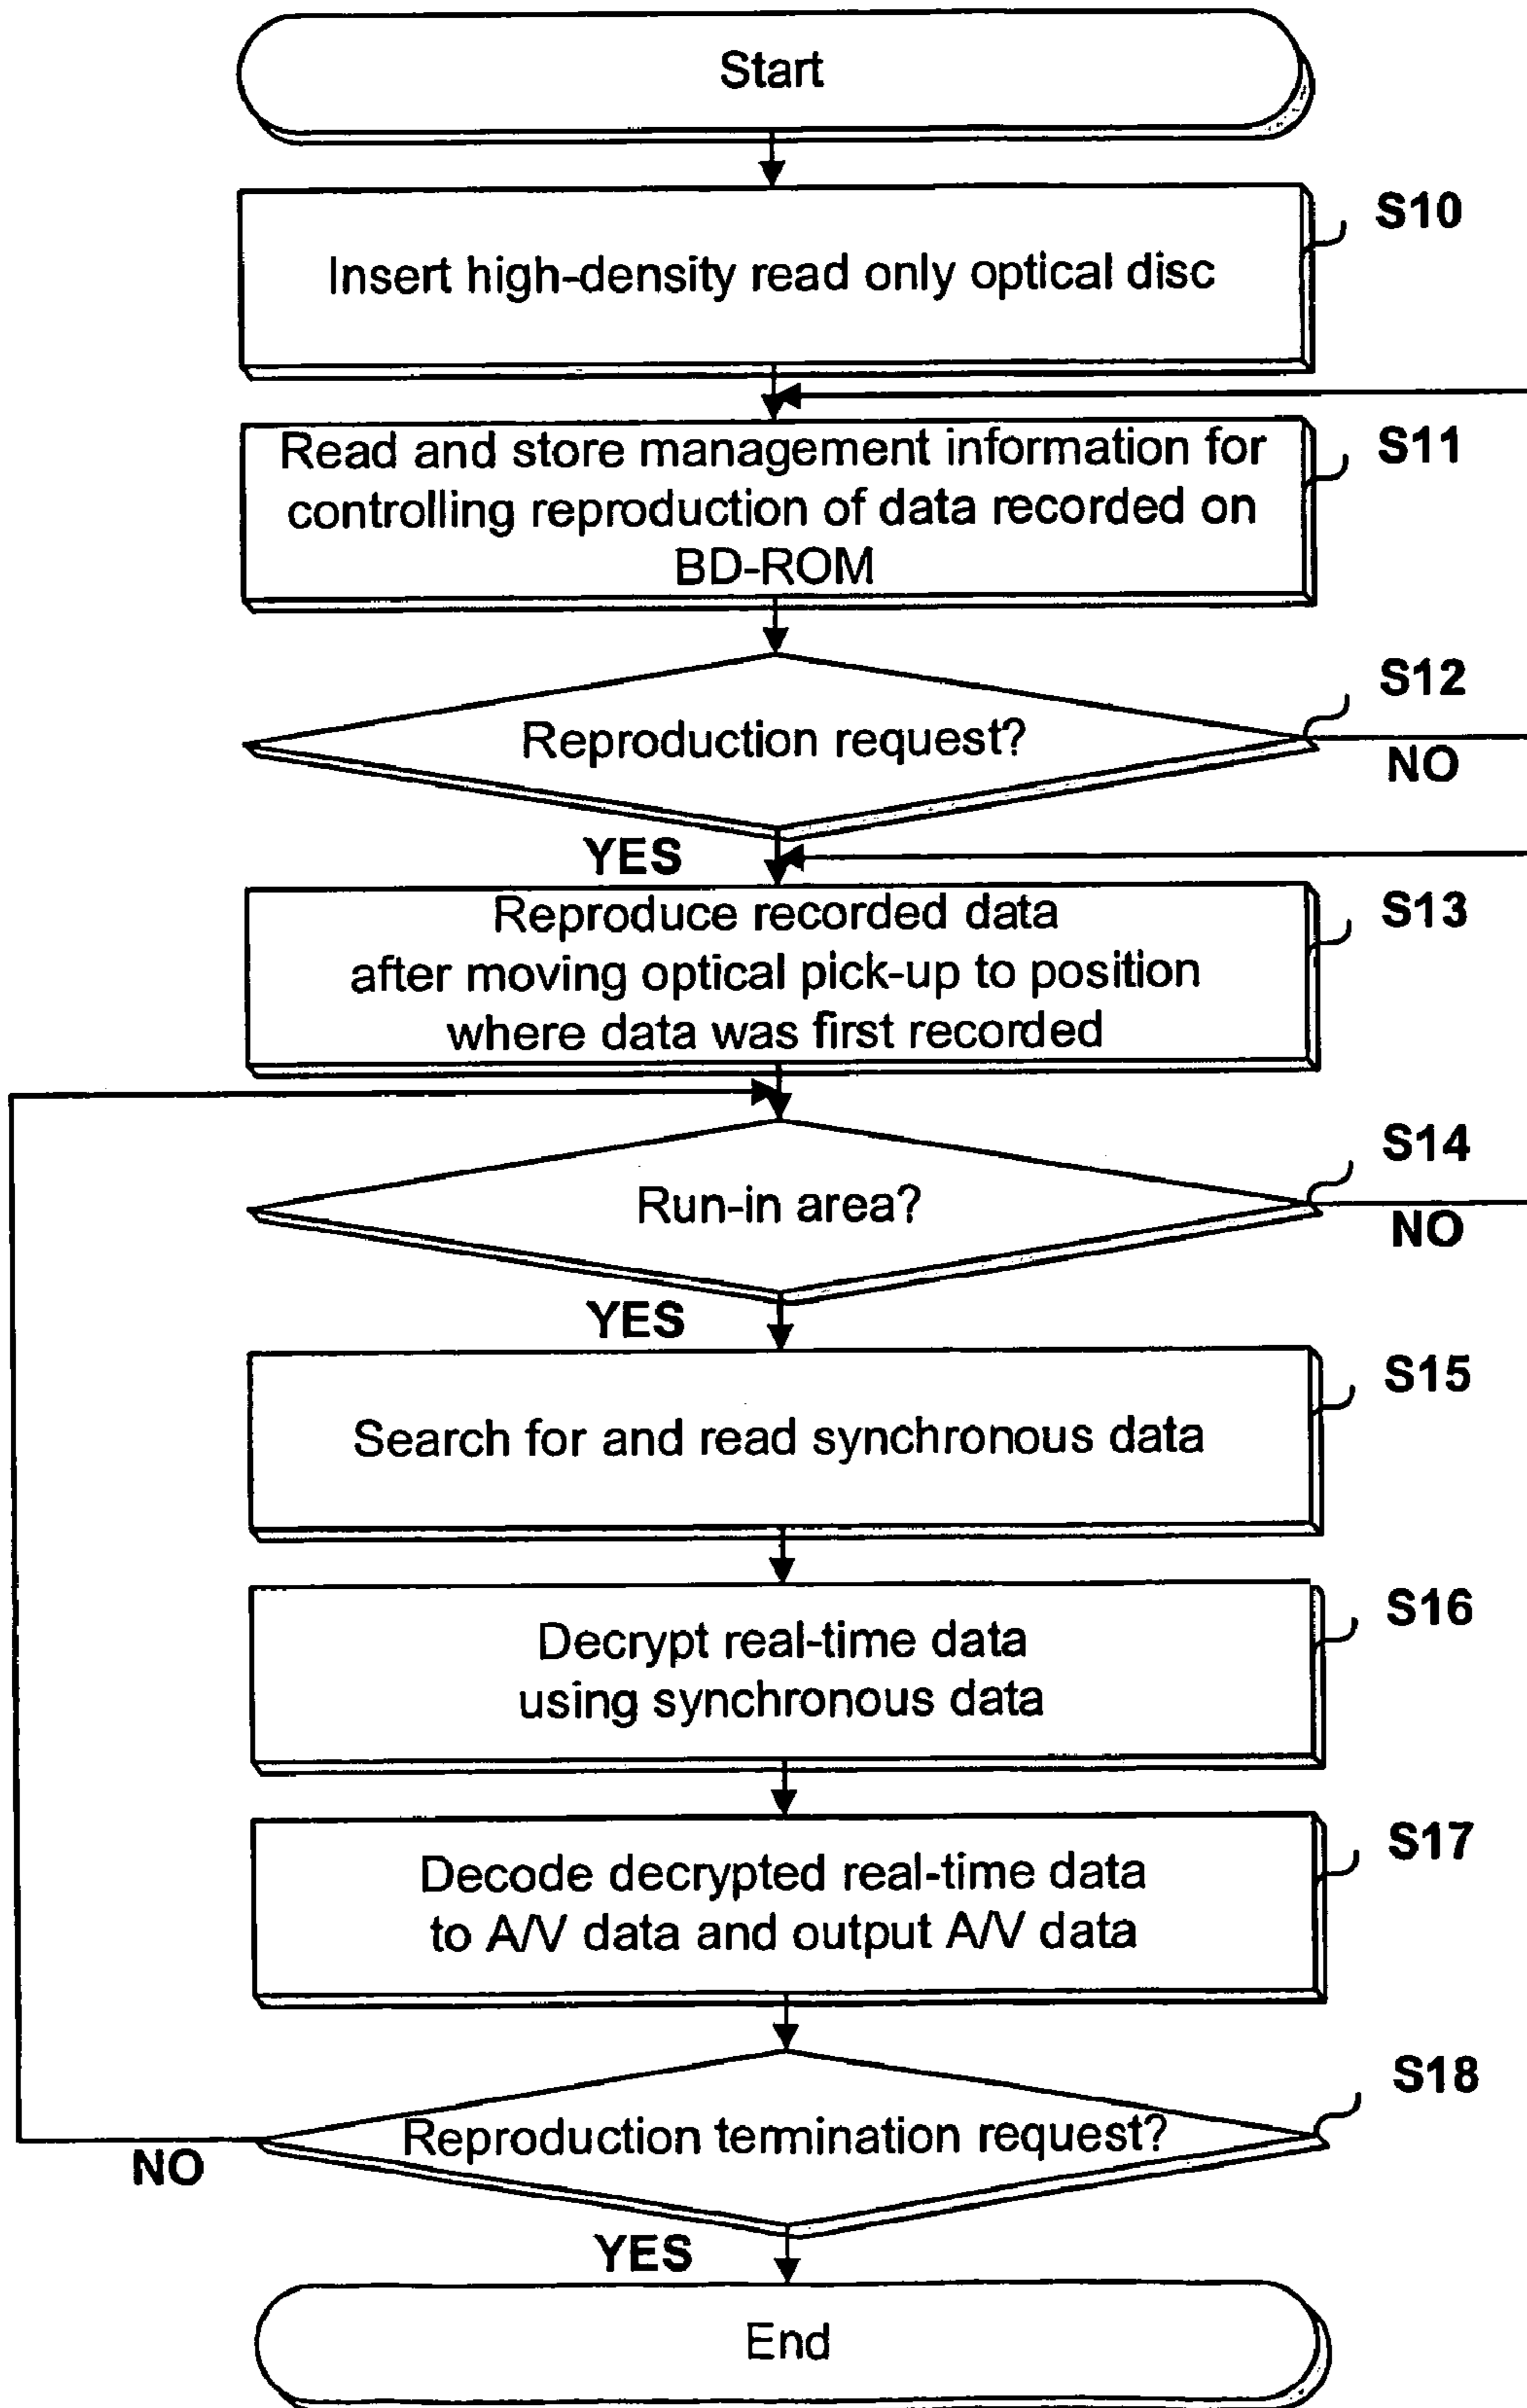 Start
S10
Insert high-density read only optical disc
S11
Read and store management information for
controlling reproduction of data recorded on
BD-ROM
S12
Reproduction request?
NO
YES
S13
Reproduce recorded data
after moving optical pick-up to position
where data was first recorded
S14
Run-in area?
NO
YES
S15
Search for and read synchronous data
S16
Decrypt real-time data
using synchronous data
S17
Decode decrypted real-time data
to A/V data and output A/V data
S18
Reproduction termination request?
NO
YES
End